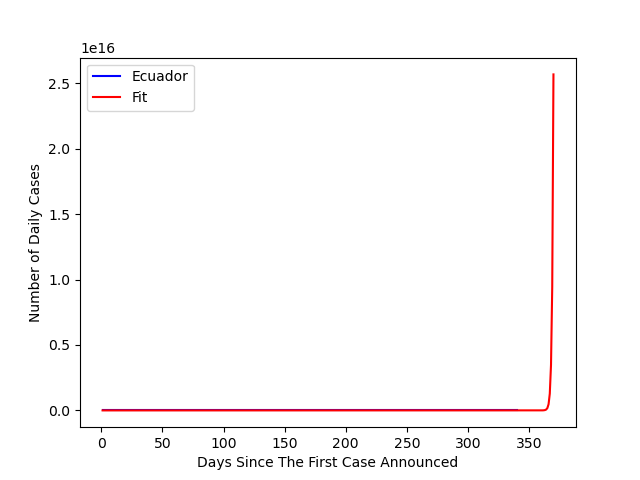 1e16
Ecuador
Fit
2.5
2.0
1.5
1.0
0.5
0.0
Number of Daily Cases
0 50 100 150 200 250 300 350
Days Since The First Case Announced